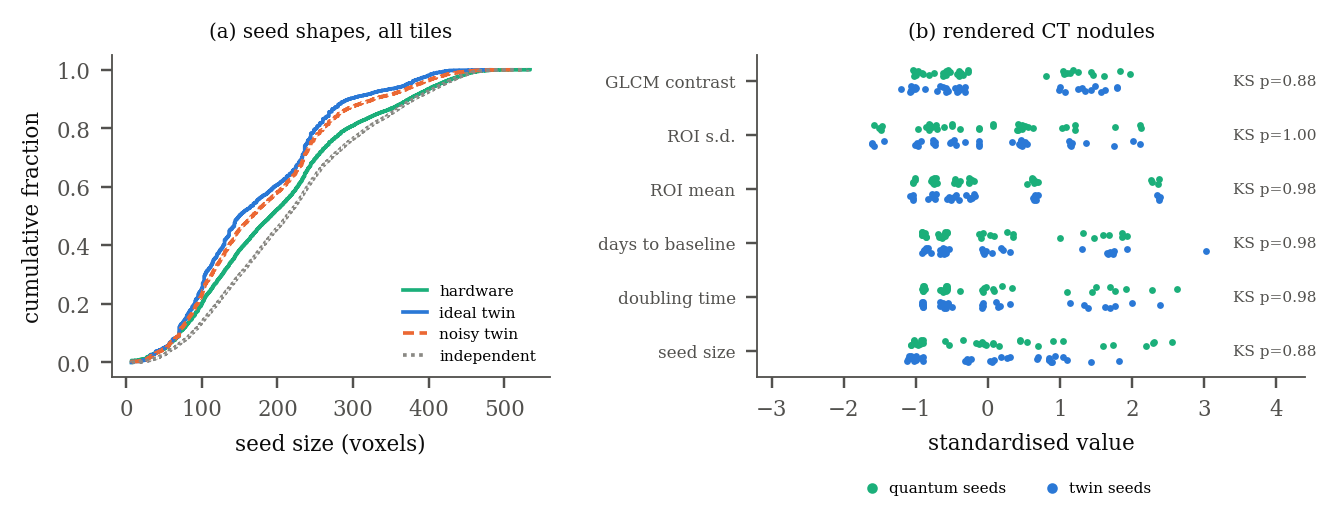 (a) seed shapes, all tiles
cumulative fraction
1.0
0.8
0.6
0.4
0.2
0.0
hardware
ideal twin
noisy twin
independent
0 100 200 300 400 500
seed size (voxels)
(b) rendered CT nodules
GLCM contrast KS p=0.88
ROI s.d. KS p=1.00
ROI mean KS p=0.98
days to baseline KS p=0.98
doubling time KS p=0.98
seed size KS p=0.88
−3 −2 −1 0 1 2 3 4
standardised value
quantum seeds twin seeds